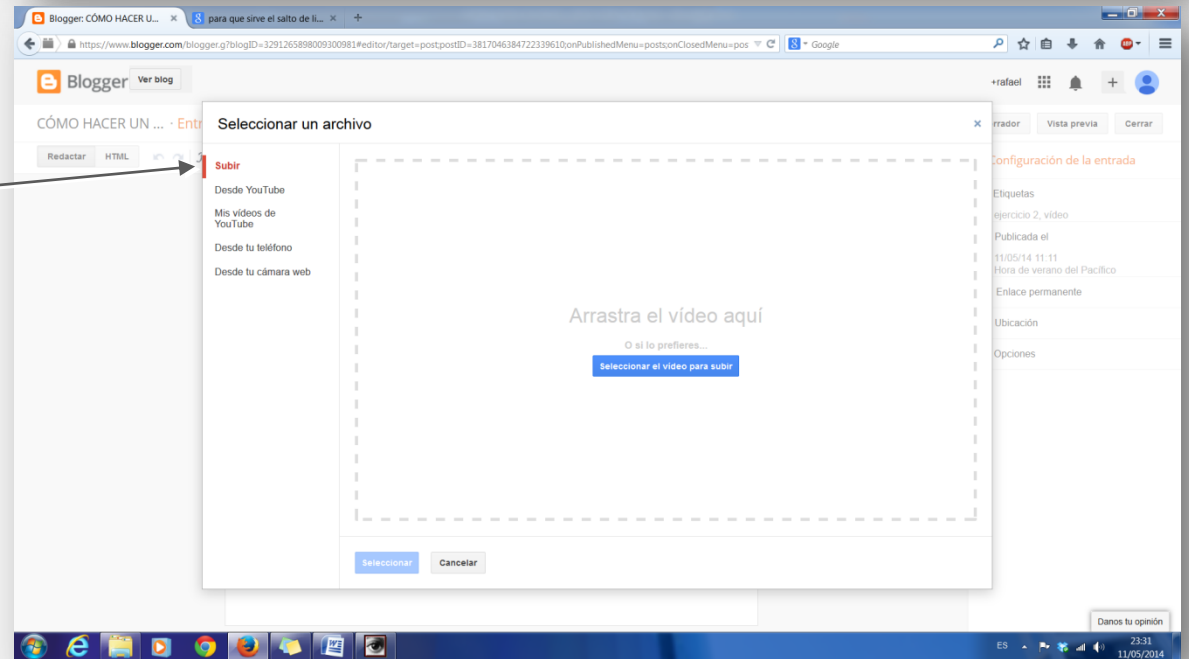 Blogger: CÓMO HACER U...
para que sirve el salto de li...
https://www.blogger.com/blogger.g?blogID=3291265898009300981#editor/target=post;postID=3817046384722339610;onPublishedMenu=posts;onClosedMenu=pos
Google
Blogger
Ver blog
+rafael
CÓMO HACER UN ... · Entr
rrador
Vista previa
Cerrar
Redactar
HTML
Seleccionar un archivo
Subir
Desde YouTube
Mis vídeos de
YouTube
Desde tu teléfono
Desde tu cámara web
Arrastra el vídeo aquí
O si lo prefieres...
Seleccionar el vídeo para subir
Seleccionar
Cancelar
Configuración de la entrada
Etiquetas
ejercicio 2, vídeo
Publicada el
11/05/14 11:11
Hora de verano del Pacífico
Enlace permanente
Ubicación
Opciones
Danos tu opinión
ES
23:31
11/05/2014